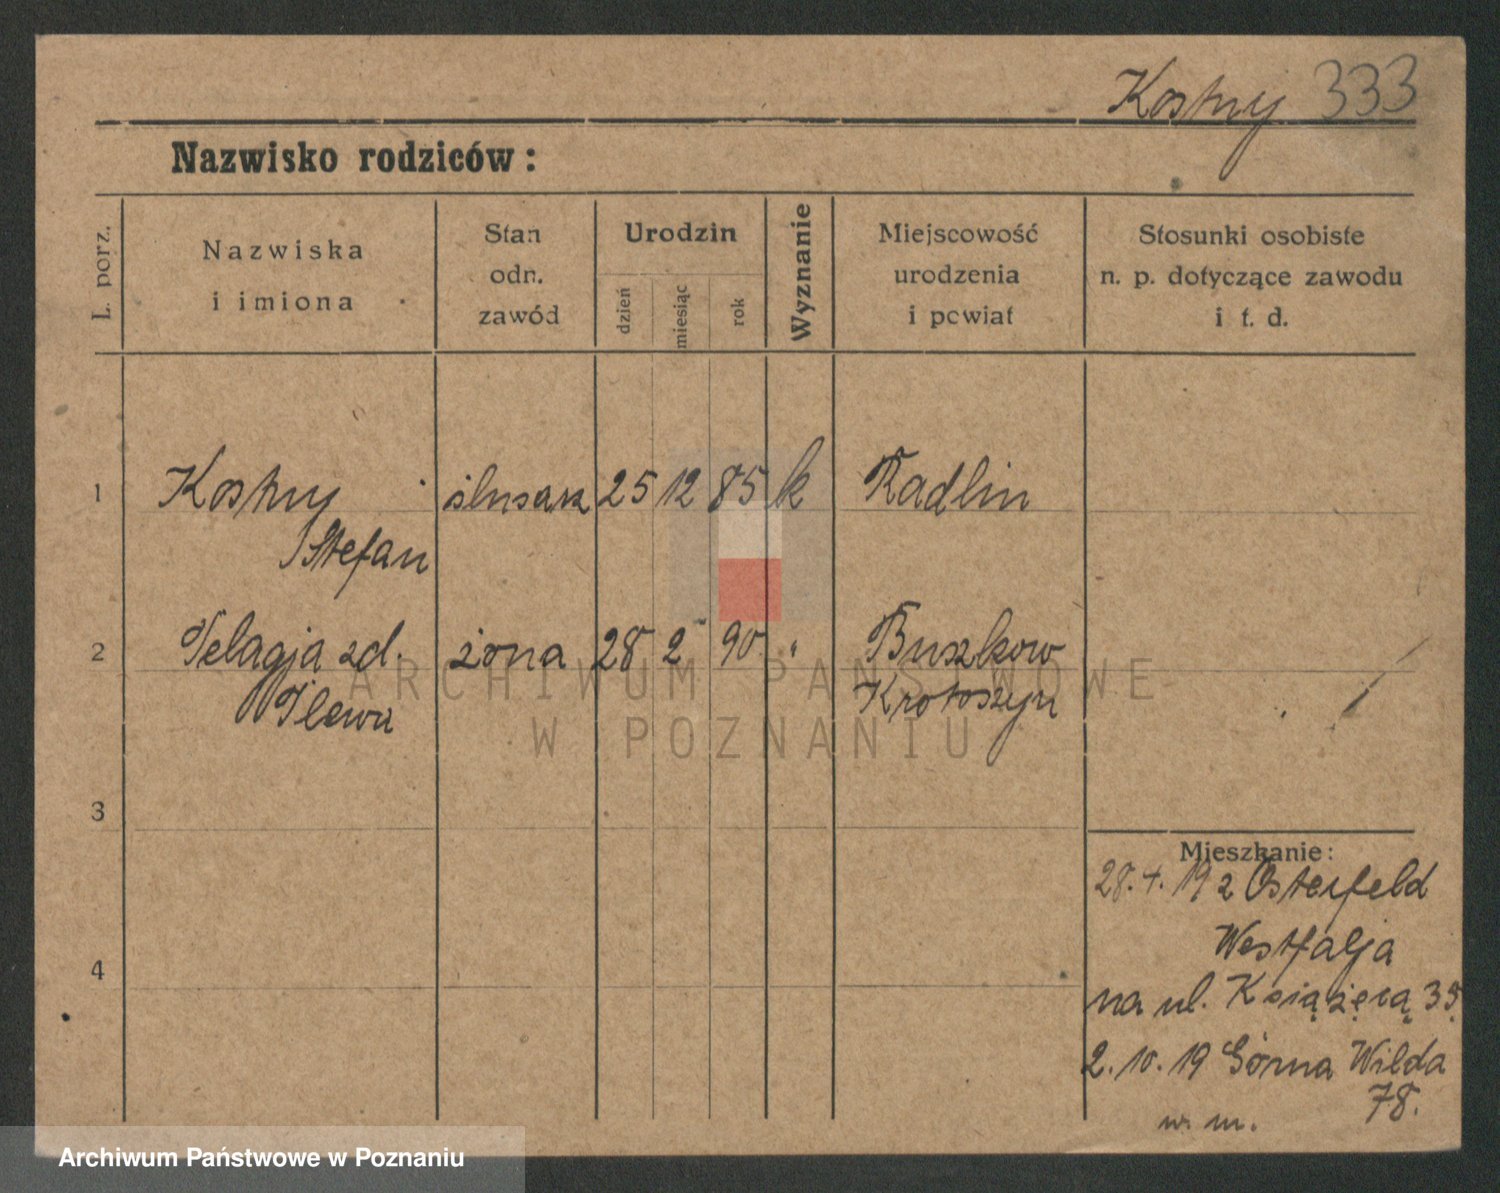 Kostny 333
Nazwisko rodziców:
L. porz.
Nazwiska
i imiona
Stan
odn.
zawód
Urodzin
dzień
miesiąc
rok
Wyznanie
Miejscowość
urodzenia
i powiat
Stosunki osobiste
n. p. dotyczące zawodu
i t. d.
1 Kostny ślusarz 25 12 85 k Radlin
Stefan
2 Pelagja zd. żona 28 2 90 " Buszkow
Krotoszyn
3
4
Mieszkanie:
28.4.19 z Osterfeld
Westfalja
na ul. Książęcą 35
2.10.19 Górna Wilda
78.
w. m.
ARCHIWUM PAŃSTWOWE
W POZNANIU
Archiwum Państwowe w Poznaniu